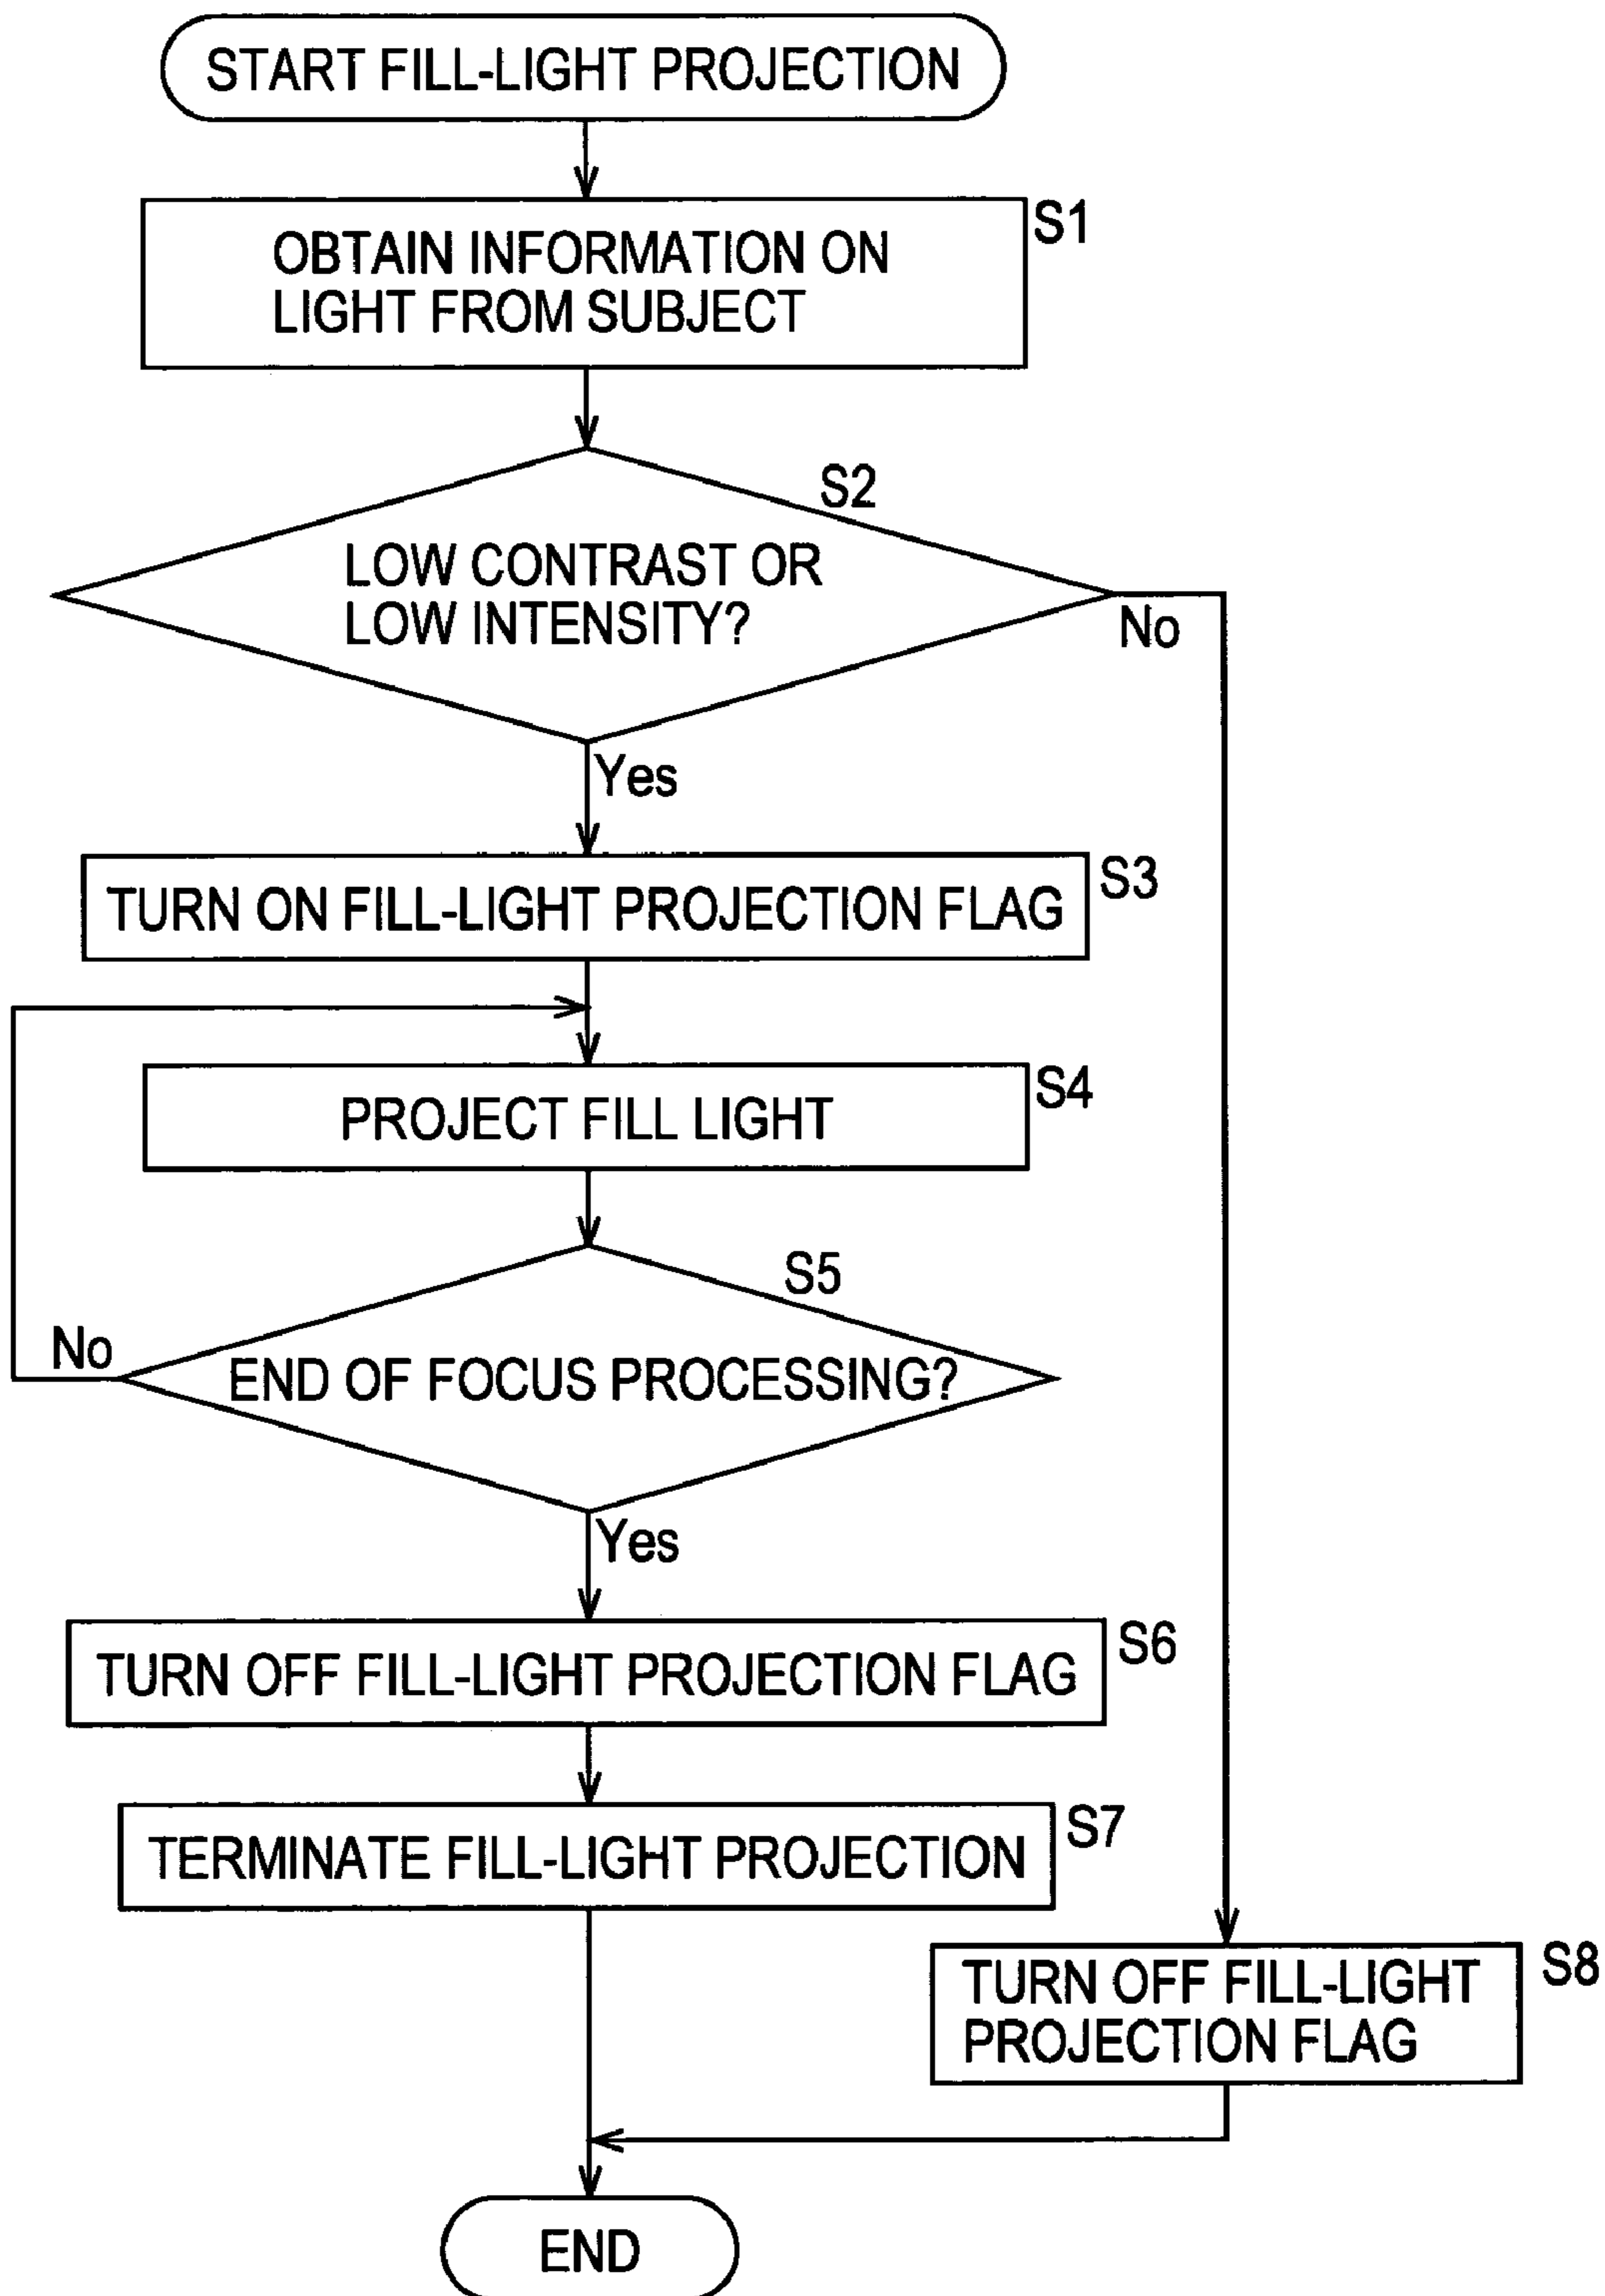 START FILL-LIGHT PROJECTION
S1
OBTAIN INFORMATION ON
LIGHT FROM SUBJECT
S2
LOW CONTRAST OR
LOW INTENSITY?
No
Yes
S3
TURN ON FILL-LIGHT PROJECTION FLAG
S4
PROJECT FILL LIGHT
S5
No
END OF FOCUS PROCESSING?
Yes
S6
TURN OFF FILL-LIGHT PROJECTION FLAG
S7
TERMINATE FILL-LIGHT PROJECTION
S8
TURN OFF FILL-LIGHT
PROJECTION FLAG
END